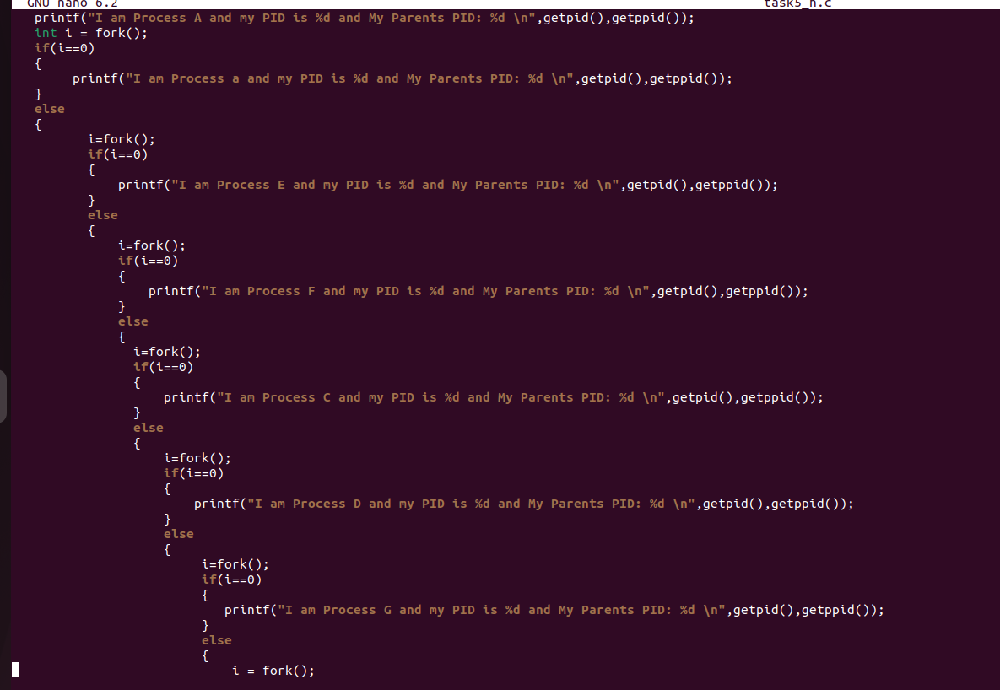 GNU nano 6.2 task5_h.c
printf("I am Process A and my PID is %d and My Parents PID: %d \n",getpid(),getppid());
int i = fork();
if(i==0)
{
printf("I am Process a and my PID is %d and My Parents PID: %d \n",getpid(),getppid());
}
else
{
i=fork();
if(i==0)
{
printf("I am Process E and my PID is %d and My Parents PID: %d \n",getpid(),getppid());
}
else
{
i=fork();
if(i==0)
{
printf("I am Process F and my PID is %d and My Parents PID: %d \n",getpid(),getppid());
}
else
{
i=fork();
if(i==0)
{
printf("I am Process C and my PID is %d and My Parents PID: %d \n",getpid(),getppid());
}
else
{
i=fork();
if(i==0)
{
printf("I am Process D and my PID is %d and My Parents PID: %d \n",getpid(),getppid());
}
else
{
i=fork();
if(i==0)
{
printf("I am Process G and my PID is %d and My Parents PID: %d \n",getpid(),getppid());
}
else
{
i = fork();